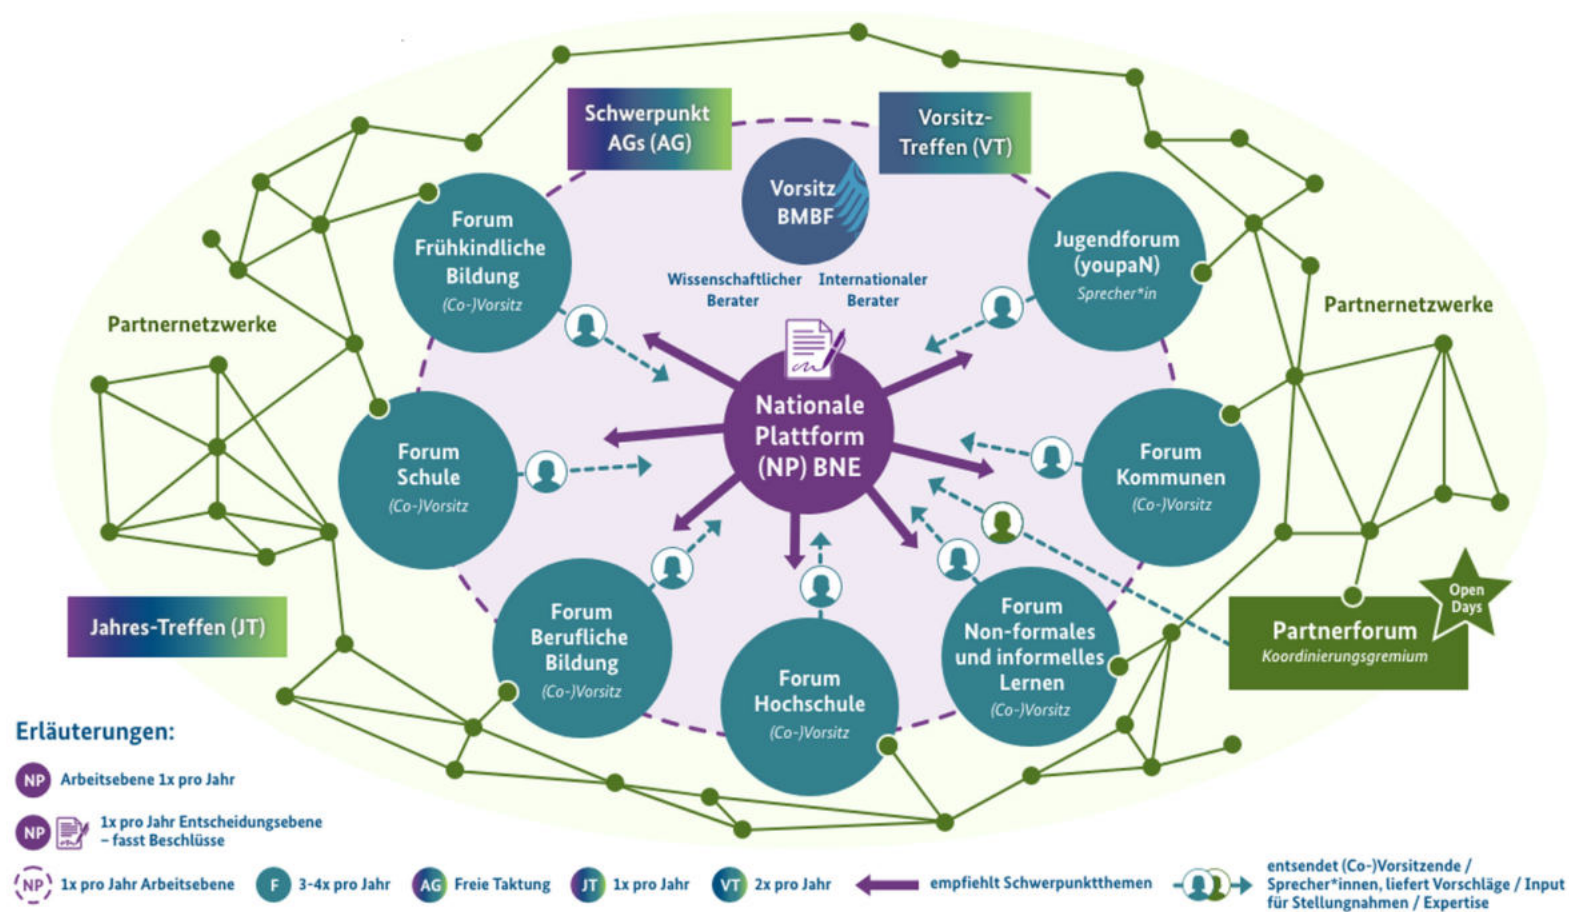 Schwerpunkt
AGs (AG)
Vorsitz-
Treffen (VT)
Vorsitz
BMBF
Forum
Frühkindliche
Bildung
(Co-)Vorsitz
Jugendforum
(youpaN)
Sprecher*in
Wissenschaftlicher
Berater
Internationaler
Berater
Partnernetzwerke
Partnernetzwerke
Nationale
Plattform
(NP) BNE
Forum
Schule
(Co-)Vorsitz
Forum
Kommunen
(Co-)Vorsitz
Jahres-Treffen (JT)
Forum
Berufliche
Bildung
(Co-)Vorsitz
Forum
Hochschule
(Co-)Vorsitz
Forum
Non-formales
und informelles
Lernen
(Co-)Vorsitz
Open
Days
Partnerforum
Koordinierungsgremium
Erläuterungen:
NP Arbeitsebene 1x pro Jahr
NP 1x pro Jahr Entscheidungsebene
– fasst Beschlüsse
NP 1x pro Jahr Arbeitsebene
F 3-4x pro Jahr
AG Freie Taktung
JT 1x pro Jahr
VT 2x pro Jahr
empfiehlt Schwerpunktthemen
entsendet (Co-)Vorsitzende /
Sprecher*innen, liefert Vorschläge / Input
für Stellungnahmen / Expertise